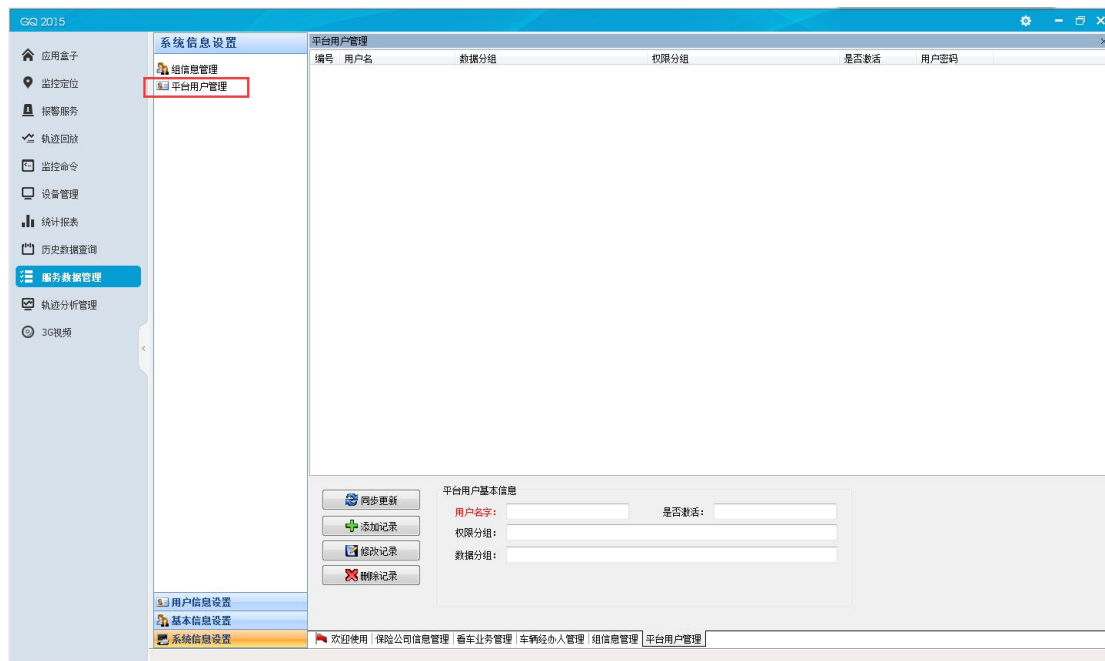 GQ 2015
应用盒子
监控定位
报警服务
轨迹回放
监控命令
设备管理
统计报表
历史数据查询
服务数据管理
轨迹分析管理
3G视频
系统信息设置
组信息管理
平台用户管理
用户信息设置
基本信息设置
系统信息设置
平台用户管理
编号 用户名 数据分组 权限分组 是否激活 用户密码
同步更新
添加记录
修改记录
删除记录
平台用户基本信息
用户名字: 是否激活:
权限分组:
数据分组:
欢迎使用 保险公司信息管理 看车业务管理 车辆经办人管理 组信息管理 平台用户管理